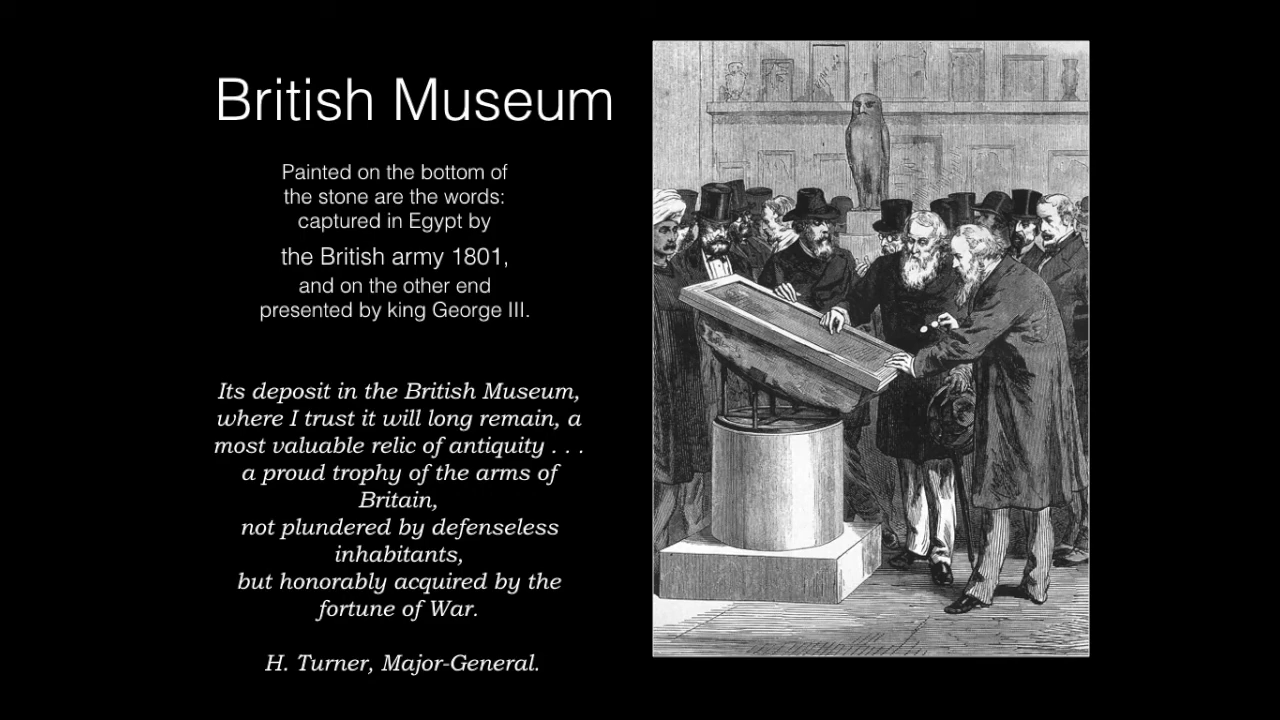 British Museum
Painted on the bottom of
the stone are the words:
captured in Egypt by
the British army 1801,
and on the other end
presented by king George III.
Its deposit in the British Museum,
where I trust it will long remain, a
most valuable relic of antiquity . . .
a proud trophy of the arms of
Britain,
not plundered by defenseless
inhabitants,
but honorably acquired by the
fortune of War.
H. Turner, Major-General.